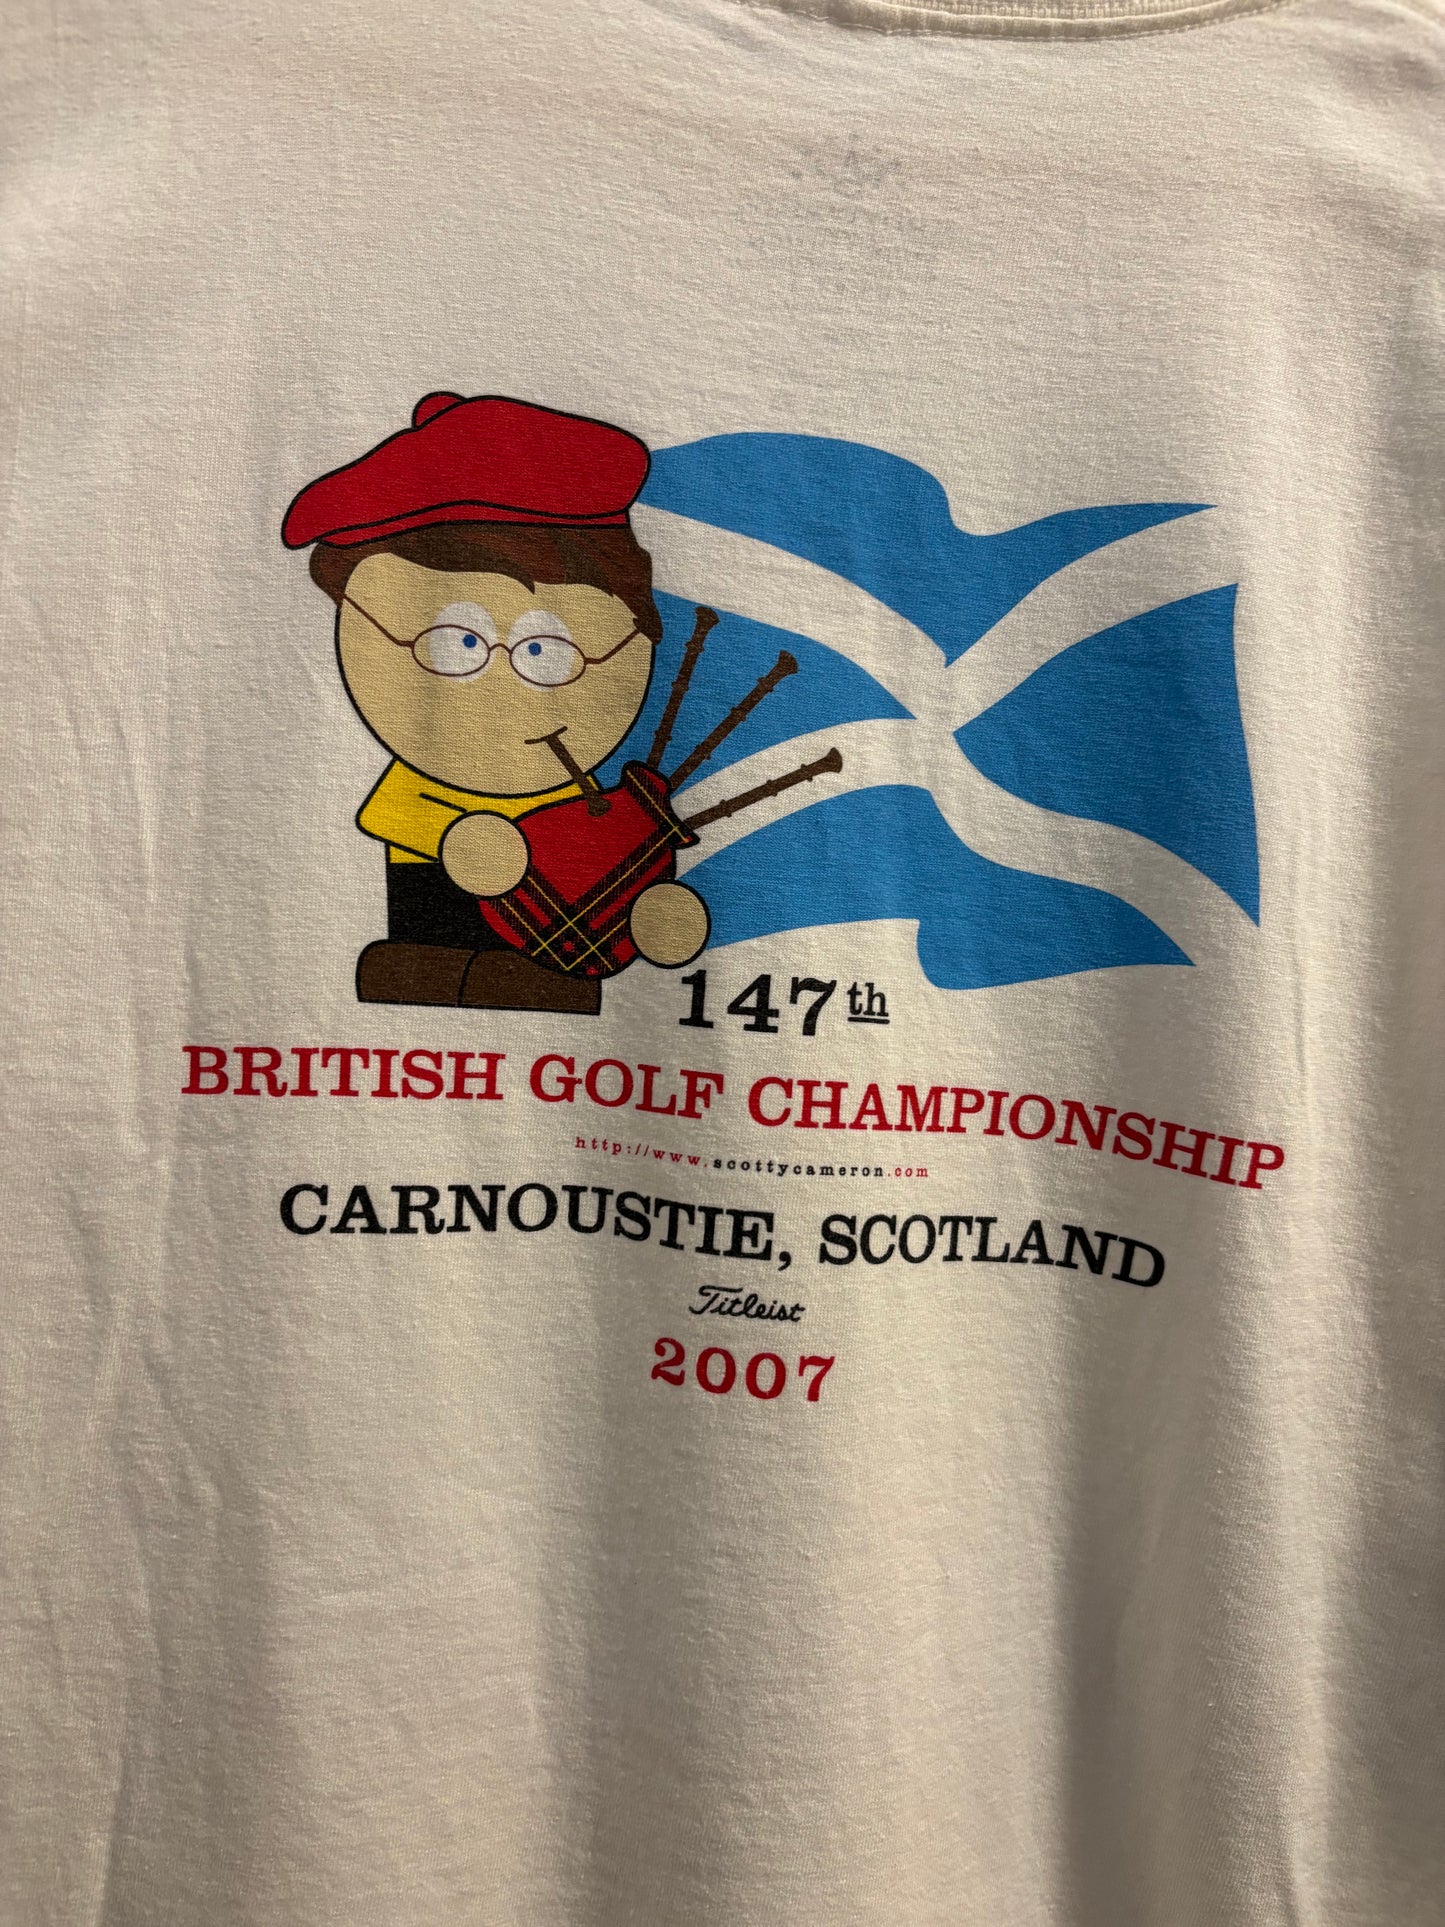 147th
BRITISH GOLF CHAMPIONSHIP
http://www.scottycameron.com
CARNOUSTIE, SCOTLAND
Titleist
2007